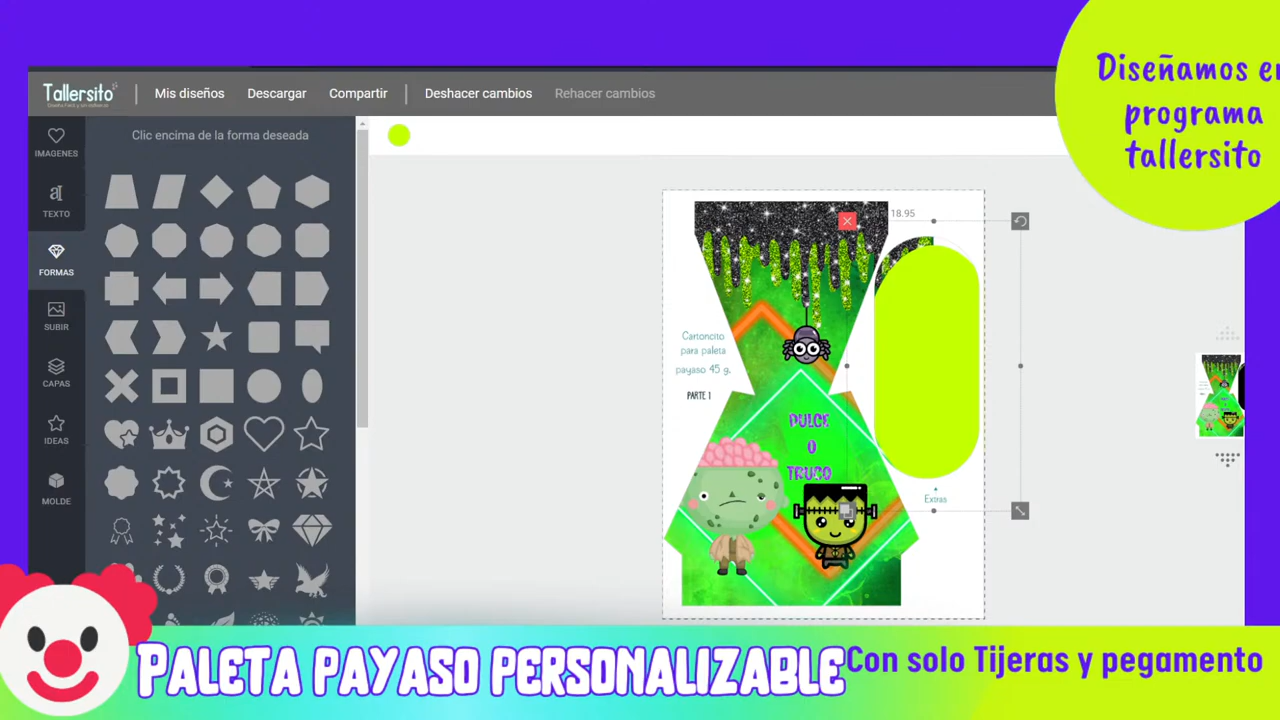 Diseñamos en
programa
tallersito
Tallersito
Mis diseños
Descargar
Compartir
Deshacer cambios
Rehacer cambios
Clic encima de la forma deseada
IMAGENES
TEXTO
FORMAS
SUBIR
CAPAS
IDEAS
MOLDE
18.95
Cartoncito
para paleta
payaso 45 g.
PARTE 1
DULCE
O
TRUCO
Extras
PALETA PAYASO PERSONALIZABLE
Con solo Tijeras y pegamento